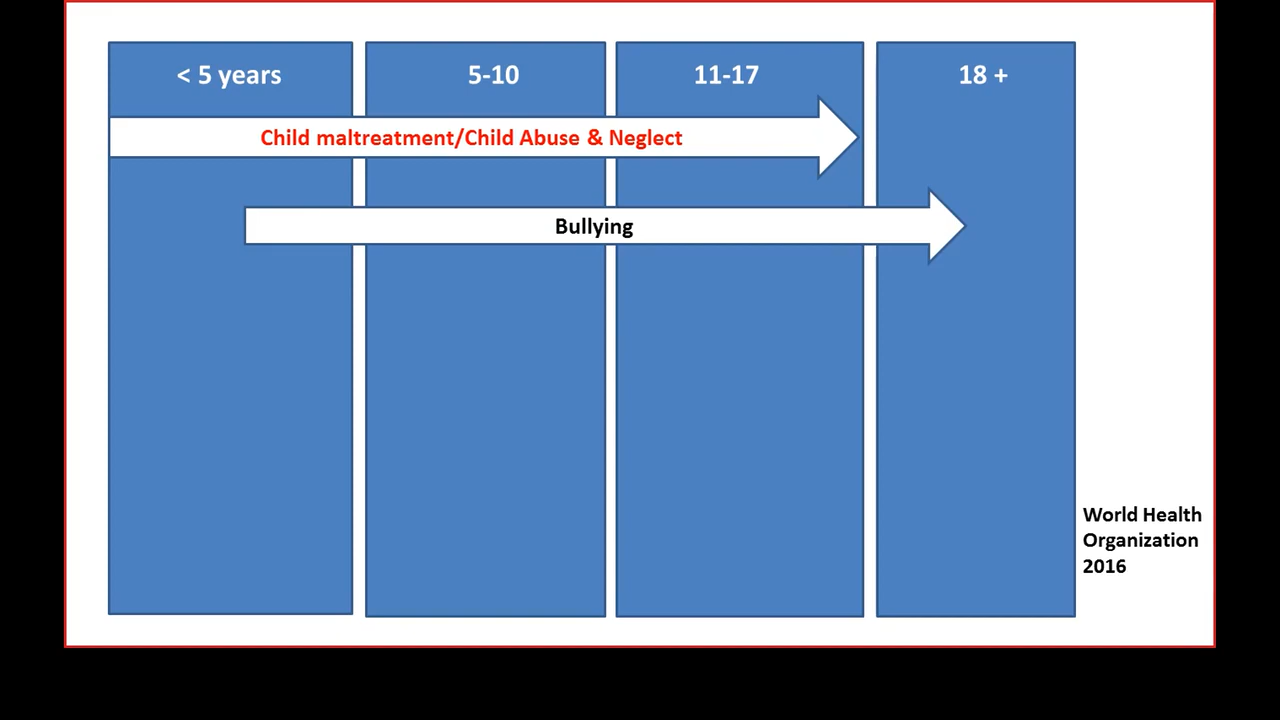 < 5 years
5-10
11-17
18 +
Child maltreatment/Child Abuse & Neglect
Bullying
World Health
Organization
2016